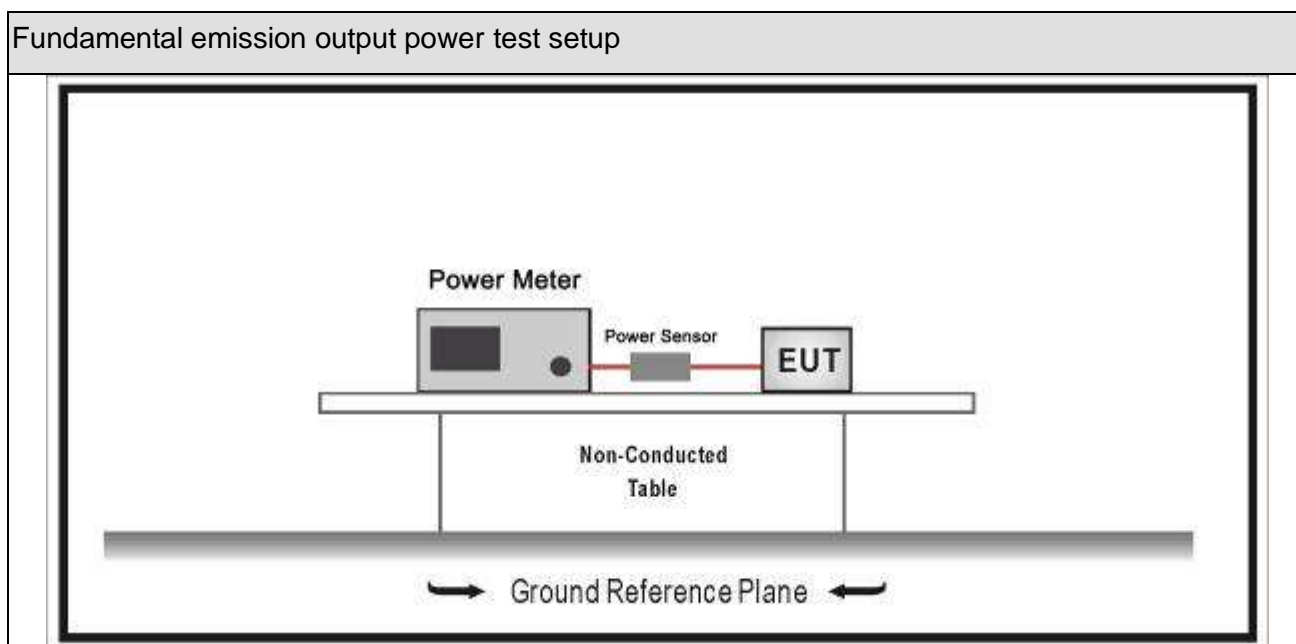 Fundamental emission output power test setup
Power Meter
Power Sensor
EUT
Non-Conducted
Table
Ground Reference Plane